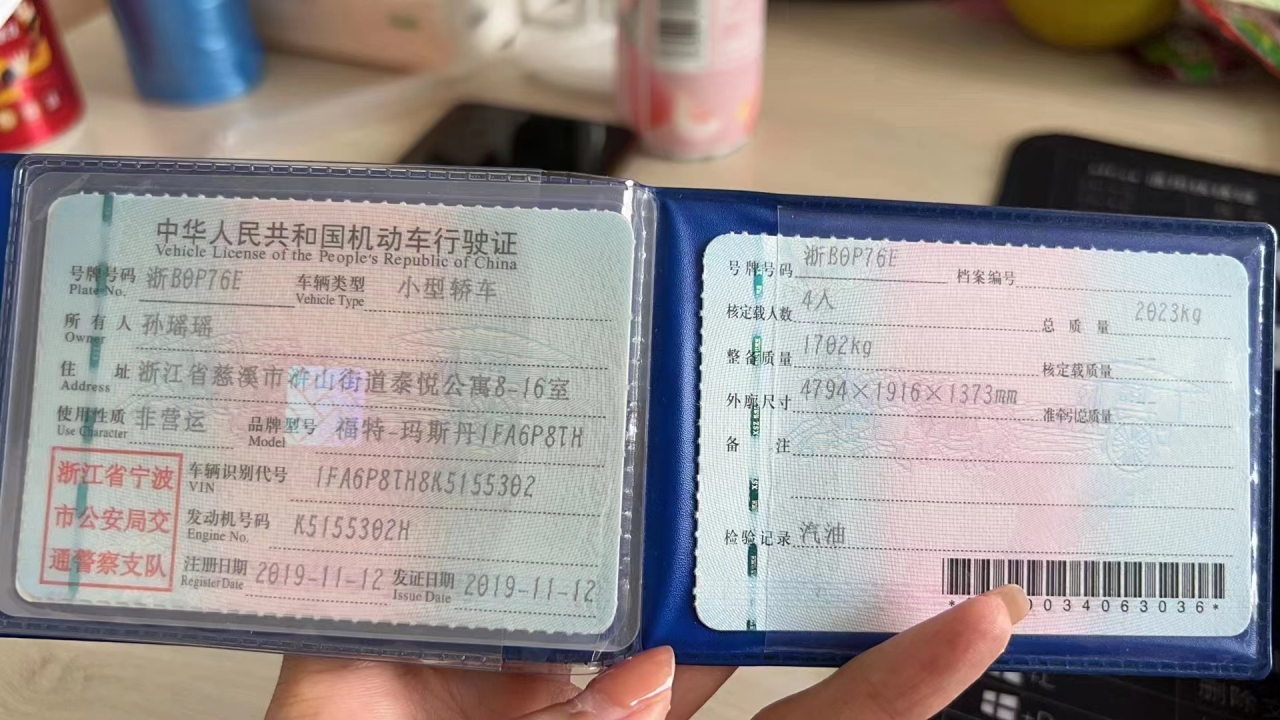 中华人民共和国机动车行驶证
Vehicle License of the People's Republic of China
号牌号码 浙B0P76E 车辆类型 小型轿车
Plate No. Vehicle Type
所有人 孙瑶瑶
Owner
住址 浙江省慈溪市浒山街道泰悦公寓8-16室
Address
使用性质 非营运 品牌型号 福特-玛斯丹1FA6P8TH
Use Character Model
浙江省宁波
市公安局交
通警察支队
车辆识别代号 1FA6P8TH8K5155302
VIN
发动机号码 K5155302H
Engine No.
注册日期 2019-11-12 发证日期 2019-11-12
Register Date Issue Date
号牌号码 浙B0P76E 档案编号
核定载人数 4人 总质量 2023kg
整备质量 1702kg 核定载质量
外廓尺寸 4794×1916×1373mm 准牵引总质量
备注
检验记录 汽油
0034063036*
删除